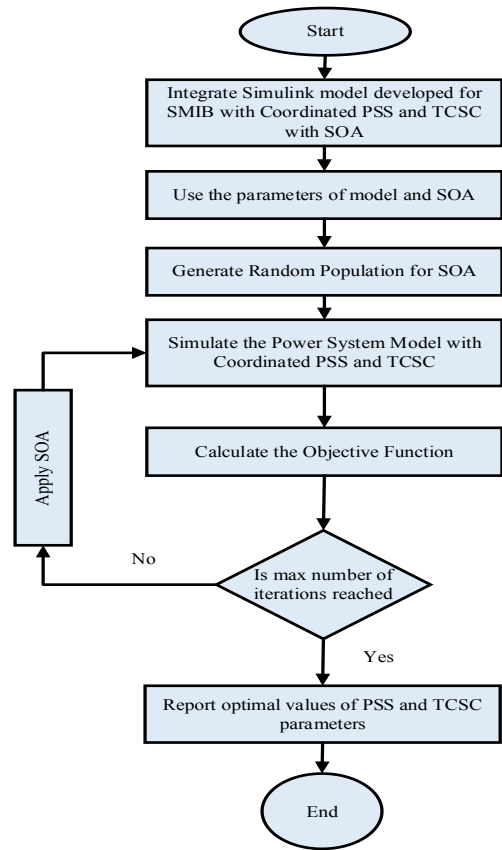 Start
Integrate Simulink model developed for
SMIB with Coordinated PSS and TCSC
with SOA
Use the parameters of model and SOA
Generate Random Population for SOA
Simulate the Power System Model with
Coordinated PSS and TCSC
Apply SOA
Calculate the Objective Function
No
Is max number of
iterations reached
Yes
Report optimal values of PSS and TCSC
parameters
End